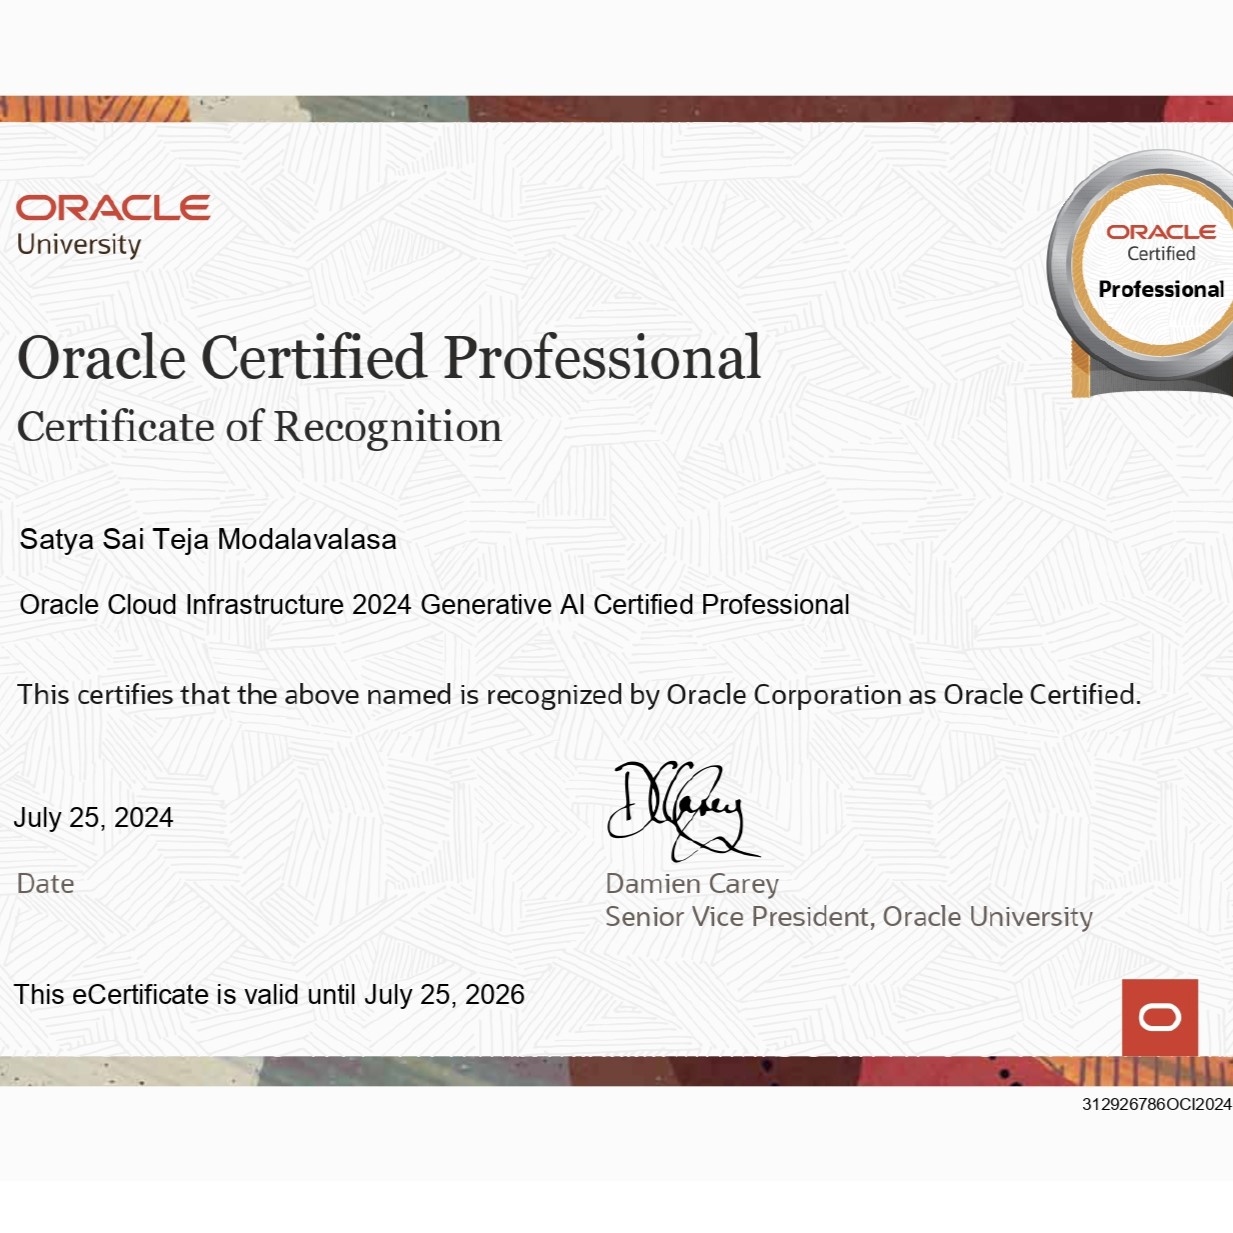 ORACLE
University
ORACLE
Certified
Professional
Oracle Certified Professional
Certificate of Recognition
Satya Sai Teja Modalavalasa
Oracle Cloud Infrastructure 2024 Generative AI Certified Professional
This certifies that the above named is recognized by Oracle Corporation as Oracle Certified.
DCCarey
July 25, 2024
Date
Damien Carey
Senior Vice President, Oracle University
This eCertificate is valid until July 25, 2026
312926786OCI2024